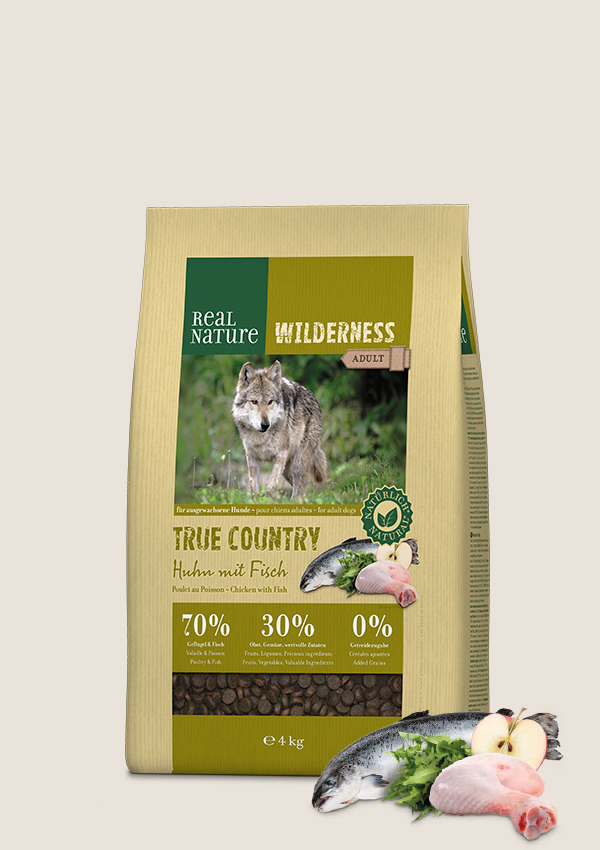 REAL
NATURE
WILDERNESS
ADULT
für ausgewachsene Hunde ~ pour chiens adultes ~ for adult dogs
NATÜRLICH
NATURAL
TRUE COUNTRY
Huhn mit Fisch
Poulet au Poisson ~ Chicken with Fish
70% 30% 0%
Geflügel & Fisch Obst, Gemüse, wertvolle Zutaten Getreidezugabe
Volaille & Poisson Fruits, Légumes, Précieux ingrédients Céréales ajoutées
Poultry & Fish Fruits, Vegetables, Valuable Ingredients Added Grains
℮ 4 kg